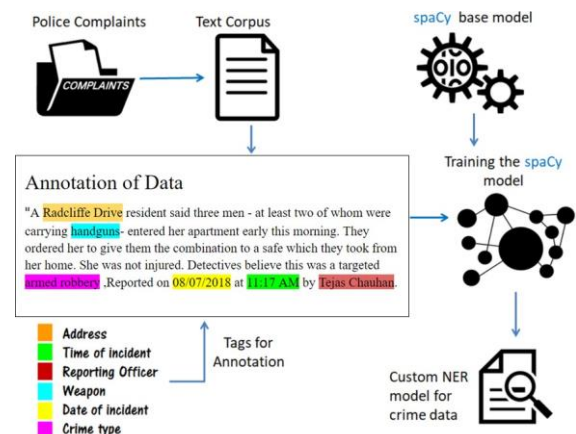 Police Complaints
Text Corpus
spaCy base model
COMPLAINTS
Training the spaCy
model
Annotation of Data
"A Radcliffe Drive resident said three men - at least two of whom were
carrying handguns- entered her apartment early this morning. They
ordered her to give them the combination to a safe which they took from
her home. She was not injured. Detectives believe this was a targeted
armed robbery ,Reported on 08/07/2018 at 11:17 AM by Tejas Chauhan.
Address
Time of incident
Reporting Officer
Weapon
Date of incident
Crime type
Tags for
Annotation
Custom NER
model for
crime data